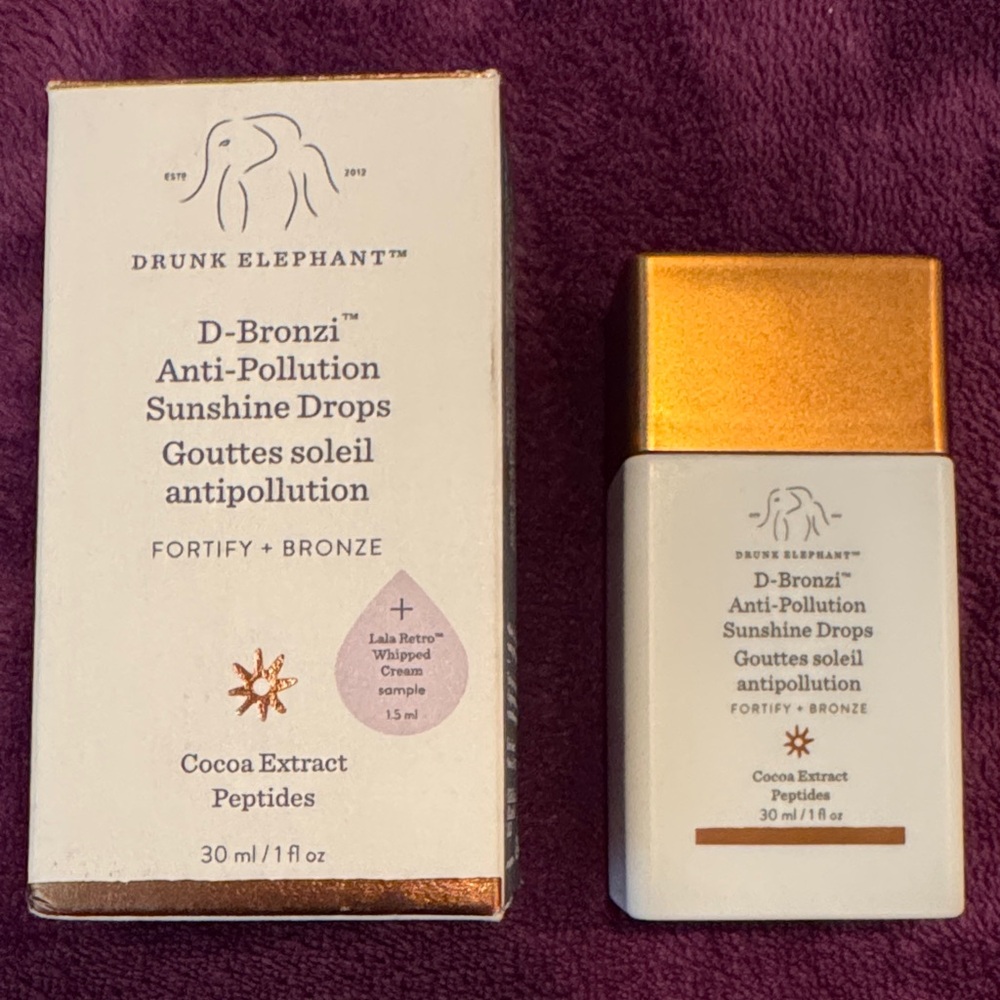 ESTD 2012
DRUNK ELEPHANT™
D-Bronzi™
Anti-Pollution
Sunshine Drops
Gouttes soleil
antipollution
FORTIFY + BRONZE
+
Lala Retro™
Whipped
Cream
sample
1.5 ml
Cocoa Extract
Peptides
30 ml / 1 fl oz
DRUNK ELEPHANT™
D-Bronzi™
Anti-Pollution
Sunshine Drops
Gouttes soleil
antipollution
FORTIFY + BRONZE
Cocoa Extract
Peptides
30 ml / 1 fl oz